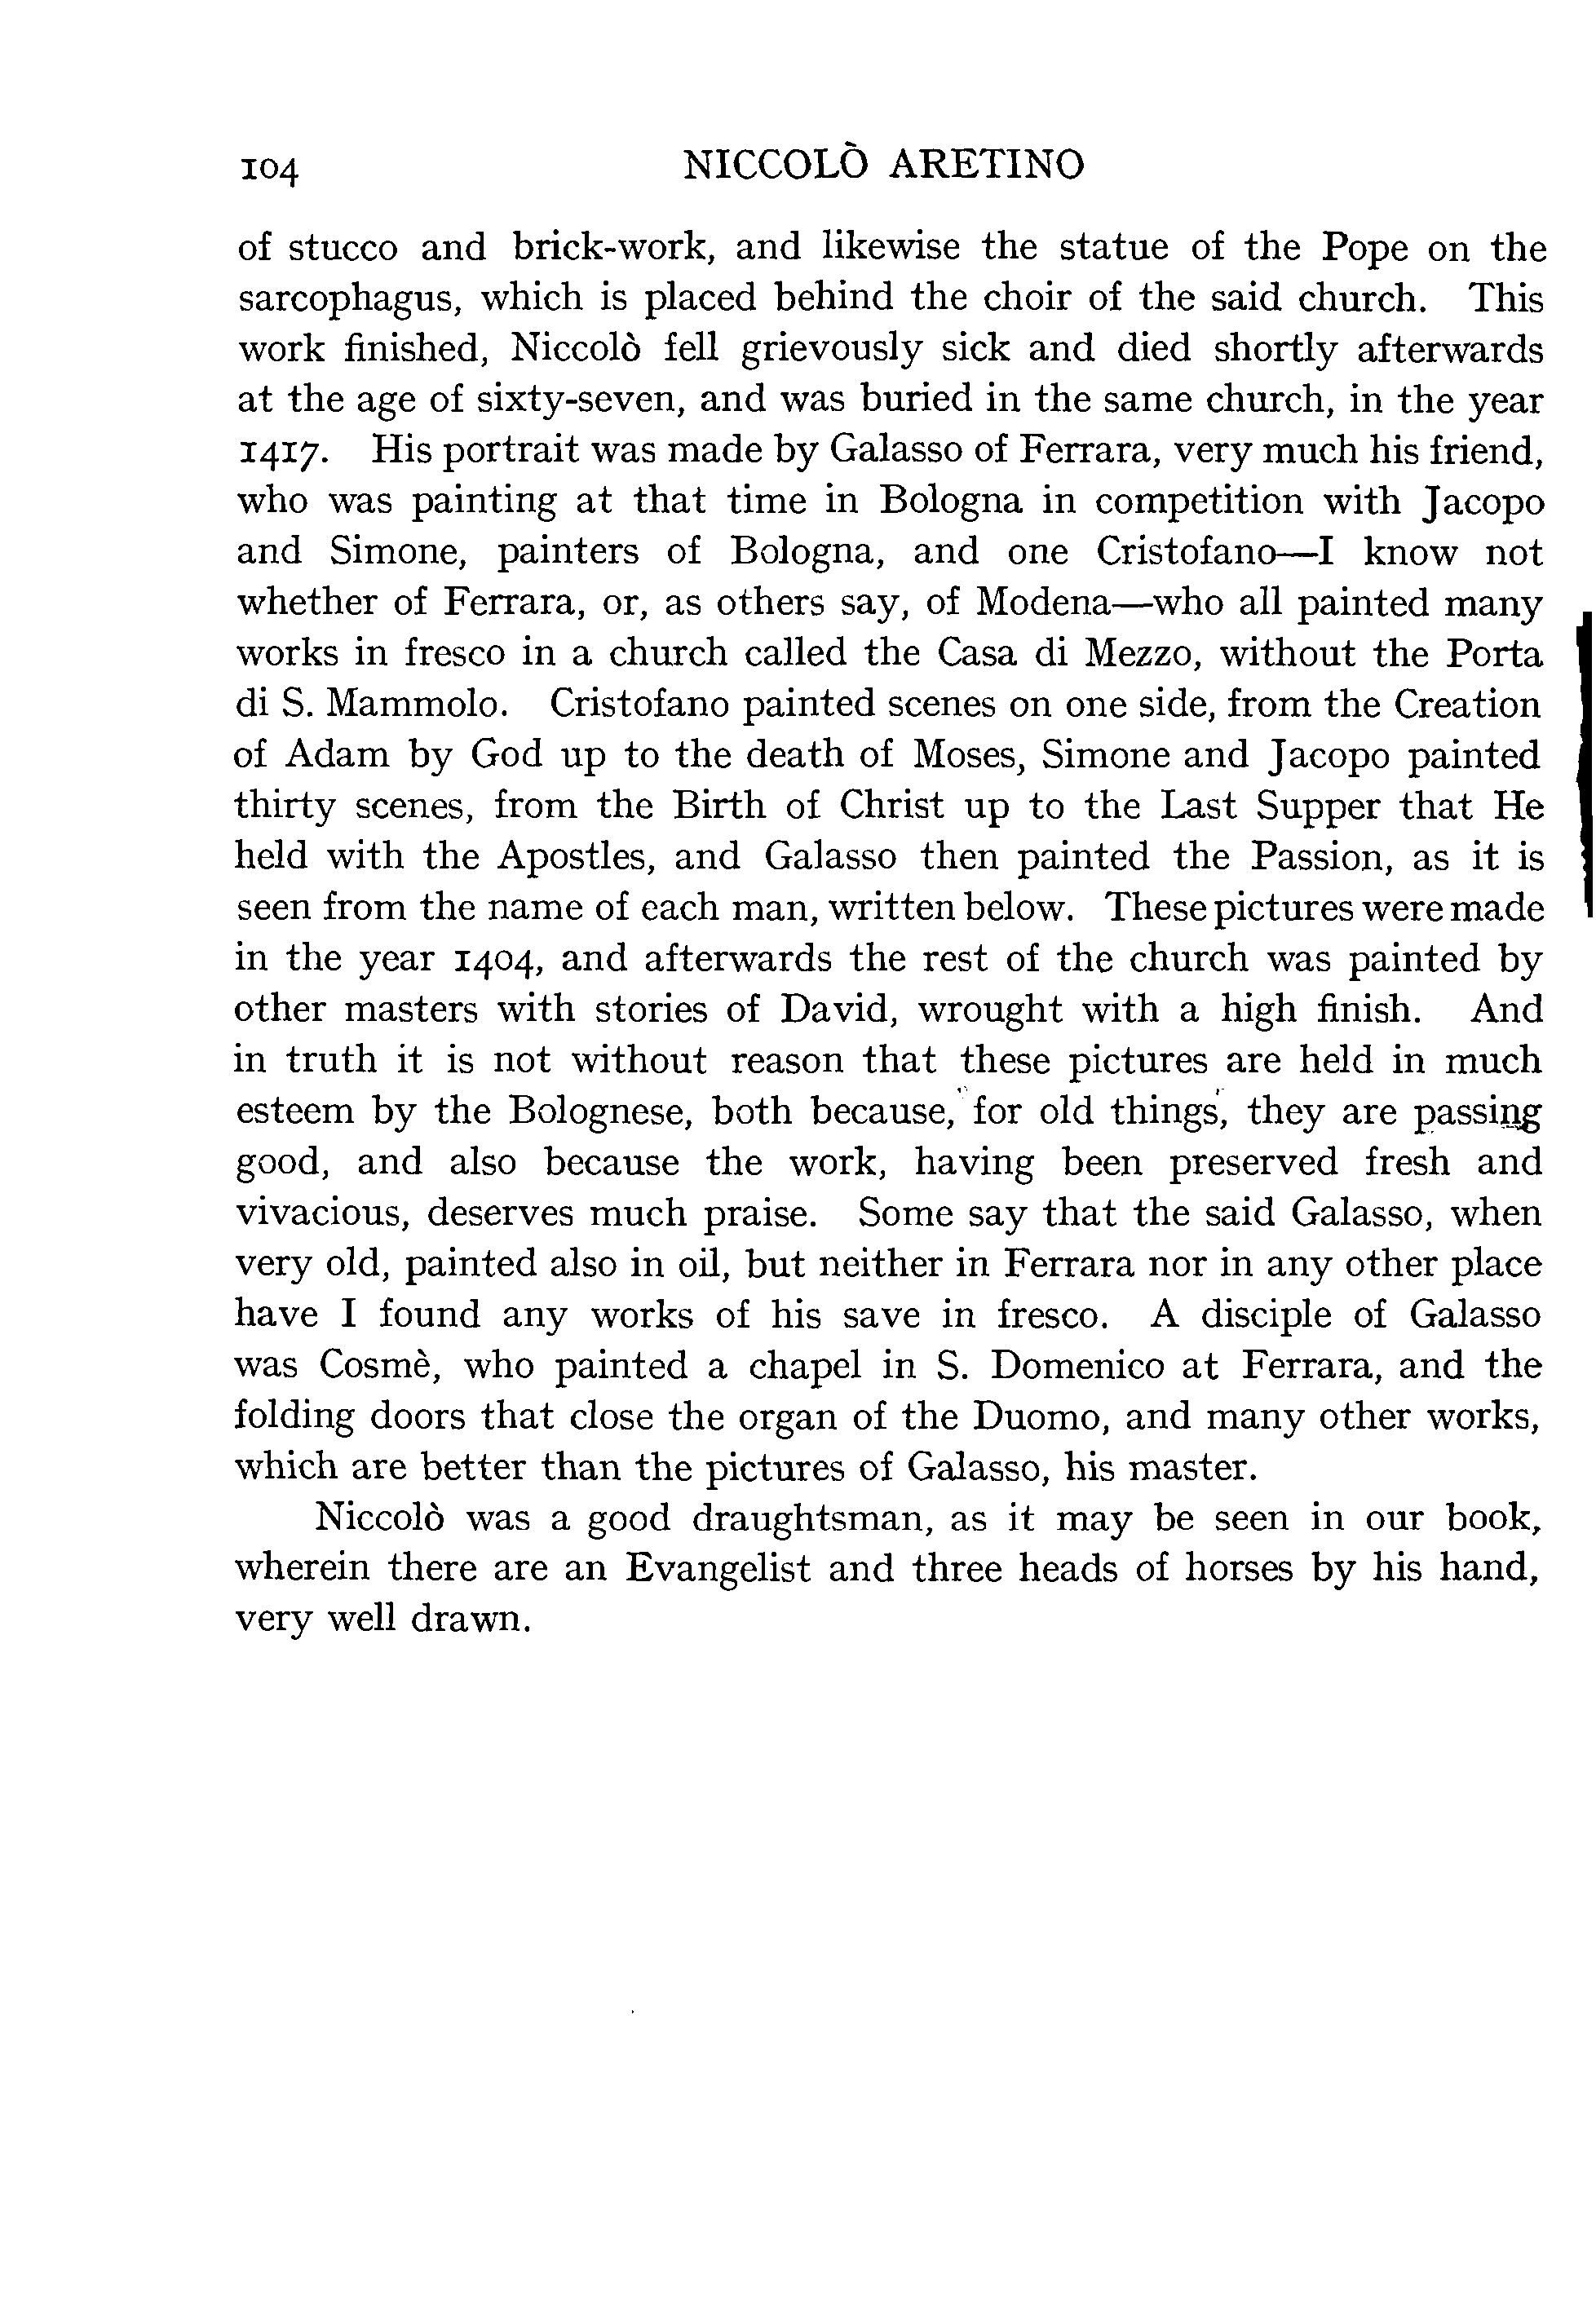 104 NICCOLÒ ARETINO
of stucco and brick-work, and likewise the statue of the Pope on the
sarcophagus, which is placed behind the choir of the said church. This
work finished, Niccolò fell grievously sick and died shortly afterwards
at the age of sixty-seven, and was buried in the same church, in the year
1417. His portrait was made by Galasso of Ferrara, very much his friend,
who was painting at that time in Bologna in competition with Jacopo
and Simone, painters of Bologna, and one Cristofano—I know not
whether of Ferrara, or, as others say, of Modena—who all painted many
works in fresco in a church called the Casa di Mezzo, without the Porta
di S. Mammolo. Cristofano painted scenes on one side, from the Creation
of Adam by God up to the death of Moses, Simone and Jacopo painted
thirty scenes, from the Birth of Christ up to the Last Supper that He
held with the Apostles, and Galasso then painted the Passion, as it is
seen from the name of each man, written below. These pictures were made
in the year 1404, and afterwards the rest of the church was painted by
other masters with stories of David, wrought with a high finish. And
in truth it is not without reason that these pictures are held in much
esteem by the Bolognese, both because, for old things, they are passing
good, and also because the work, having been preserved fresh and
vivacious, deserves much praise. Some say that the said Galasso, when
very old, painted also in oil, but neither in Ferrara nor in any other place
have I found any works of his save in fresco. A disciple of Galasso
was Cosmè, who painted a chapel in S. Domenico at Ferrara, and the
folding doors that close the organ of the Duomo, and many other works,
which are better than the pictures of Galasso, his master.
Niccolò was a good draughtsman, as it may be seen in our book,
wherein there are an Evangelist and three heads of horses by his hand,
very well drawn.